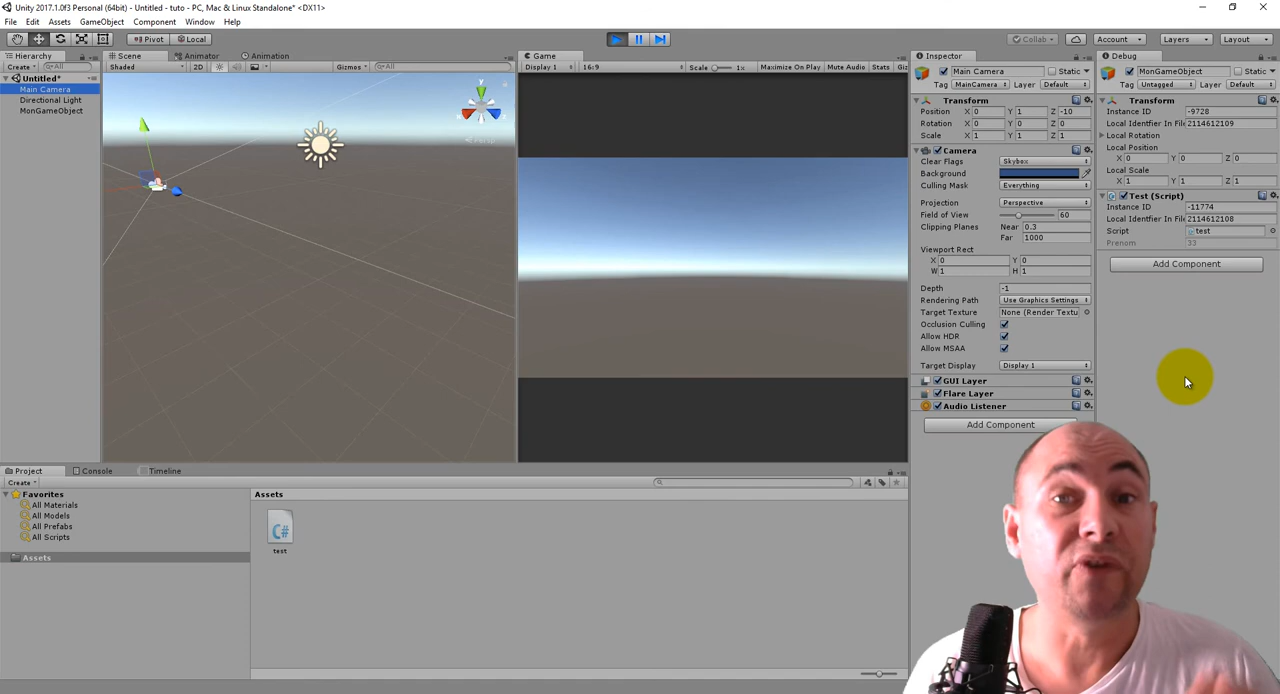 Unity 2017.1.0f3 Personal (64bit) - Untitled - tuto - PC, Mac & Linux Standalone* <DX11>
File Edit Assets GameObject Component Window Help
Pivot Local Collab Account Layers Layout
Hierarchy
Create All
Untitled*
Main Camera
Directional Light
MonGameObject
Scene Animator Animation
Shaded 2D Gizmos All
y
Game
Display 1 16:9 Scale 1x Maximize On Play Mute Audio Stats Giz
Inspector
Main Camera Static
Tag MainCamera Layer Default
Transform
Position X 0 Y 1 Z -10
Rotation X 0 Y 0 Z 0
Scale X 1 Y 1 Z 1
Camera
Clear Flags Skybox
Background
Culling Mask Everything
Projection Perspective
Field of View 60
Clipping Planes Near 0.3
Far 1000
Viewport Rect
X 0 Y 0
W 1 H 1
Depth -1
Rendering Path Use Graphics Settings
Target Texture None (Render Textu
Occlusion Culling
Allow HDR
Allow MSAA
Target Display Display 1
GUI Layer
Flare Layer
Audio Listener
Add Component
Debug
MonGameObject Static
Tag Untagged Layer Default
Transform
Instance ID -9728
Local Identfier In File 2114612109
Local Rotation
Local Position
X 0 Y 0 Z 0
Local Scale
X 1 Y 1 Z 1
Test (Script)
Instance ID -11774
Local Identfier In File 2114612108
Script test
Prenom 33
Add Component
Project Console Timeline
Create
Favorites
All Materials
All Models
All Prefabs
All Scripts
Assets
Assets
C#
test